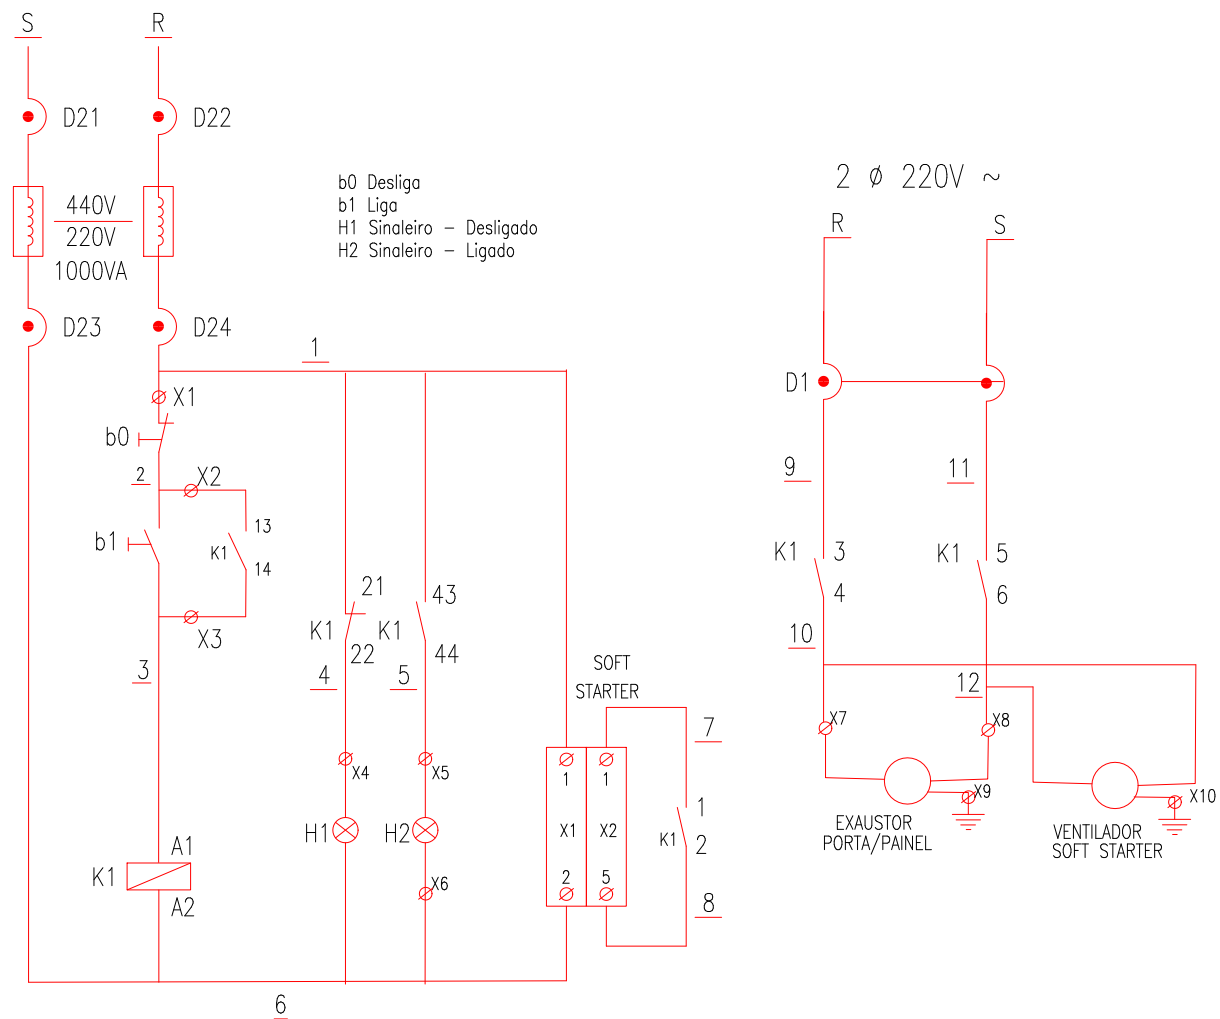 S
R
D21
D22
440V
220V
1000VA
b0 Desliga
b1 Liga
H1 Sinaleiro - Desligado
H2 Sinaleiro - Ligado
D23
D24
1
X1
b0
2
X2
b1
13
K1
14
X3
3
21
K1
22
4
43
K1
44
5
X4
X5
H1
H2
X6
A1
K1
A2
6
SOFT
STARTER
1
1
X1
X2
2
5
7
1
K1
2
8
2 ø 220V ~
R
S
D1
9
11
K1
3
4
K1
5
6
10
12
X7
X8
X9
X10
EXAUSTOR
PORTA/PAINEL
VENTILADOR
SOFT STARTER